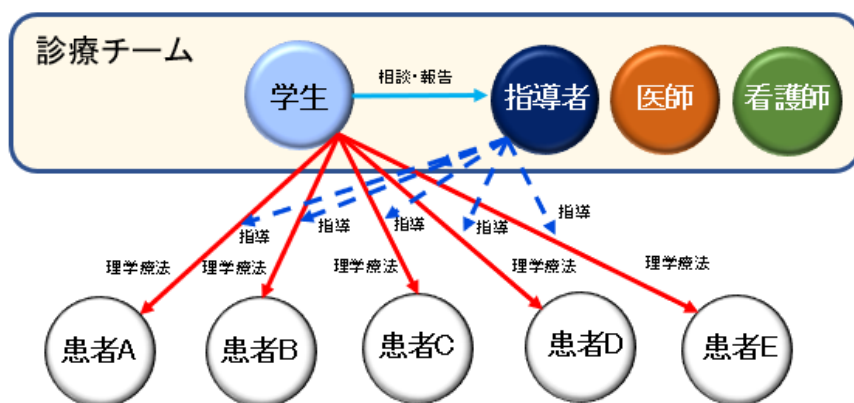 診療チーム
学生
相談・報告
指導者
医師
看護師
指導
指導
指導
指導
指導
理学療法
理学療法
理学療法
理学療法
理学療法
患者A
患者B
患者C
患者D
患者E